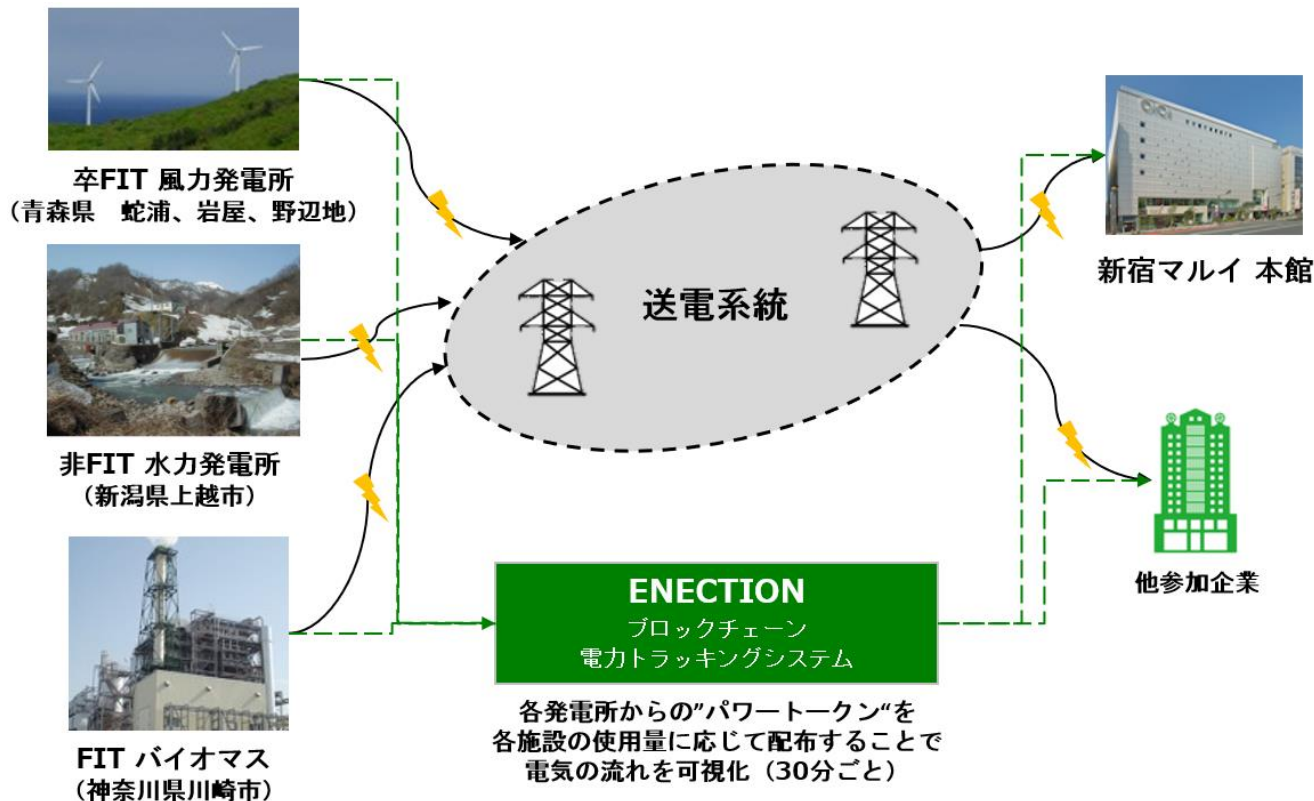 卒FIT 風力発電所
（青森県　蛇浦、岩屋、野辺地）
非FIT 水力発電所
（新潟県上越市）
FIT バイオマス
（神奈川県川崎市）
送電系統
ENECTION
ブロックチェーン
電力トラッキングシステム
各発電所からの”パワートークン“を
各施設の使用量に応じて配布することで
電気の流れを可視化（30分ごと）
OIOI
新宿マルイ 本館
他参加企業